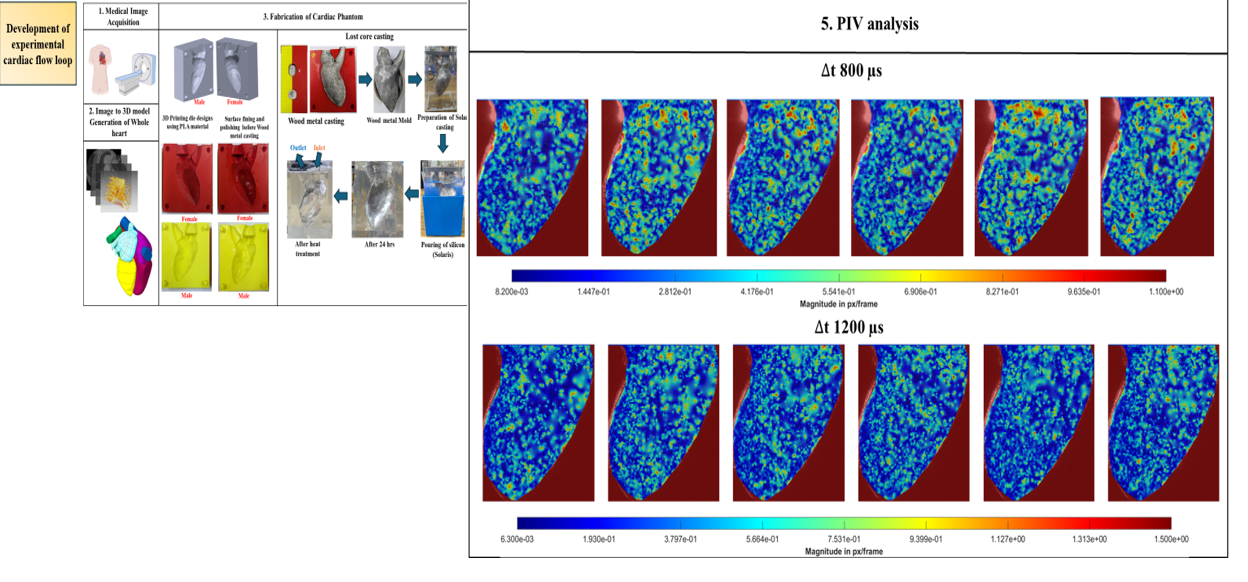 Development of
experimental
cardiac flow loop
1. Medical Image
Acquisition
2. Image to 3D model
Generation of Whole
heart
3. Fabrication of Cardiac Phantom
Male
Female
3D Printing die designs
using PLA material
Surface fining and
polishing before Wood
metal casting
Female
Female
Male
Male
Lost core casting
Wood metal casting
Wood metal Mold
Preparation of Sola
casting
Outlet
Inlet
After heat
treatment
After 24 hrs
Pouring of silicon
(Solaris)
5. PIV analysis
Δt 800 µs
8.200e-03
1.447e-01
2.812e-01
4.176e-01
5.541e-01
6.906e-01
8.271e-01
9.635e-01
1.100e+00
Magnitude in px/frame
Δt 1200 µs
6.300e-03
1.930e-01
3.797e-01
5.664e-01
7.531e-01
9.399e-01
1.127e+00
1.313e+00
1.500e+00
Magnitude in px/frame